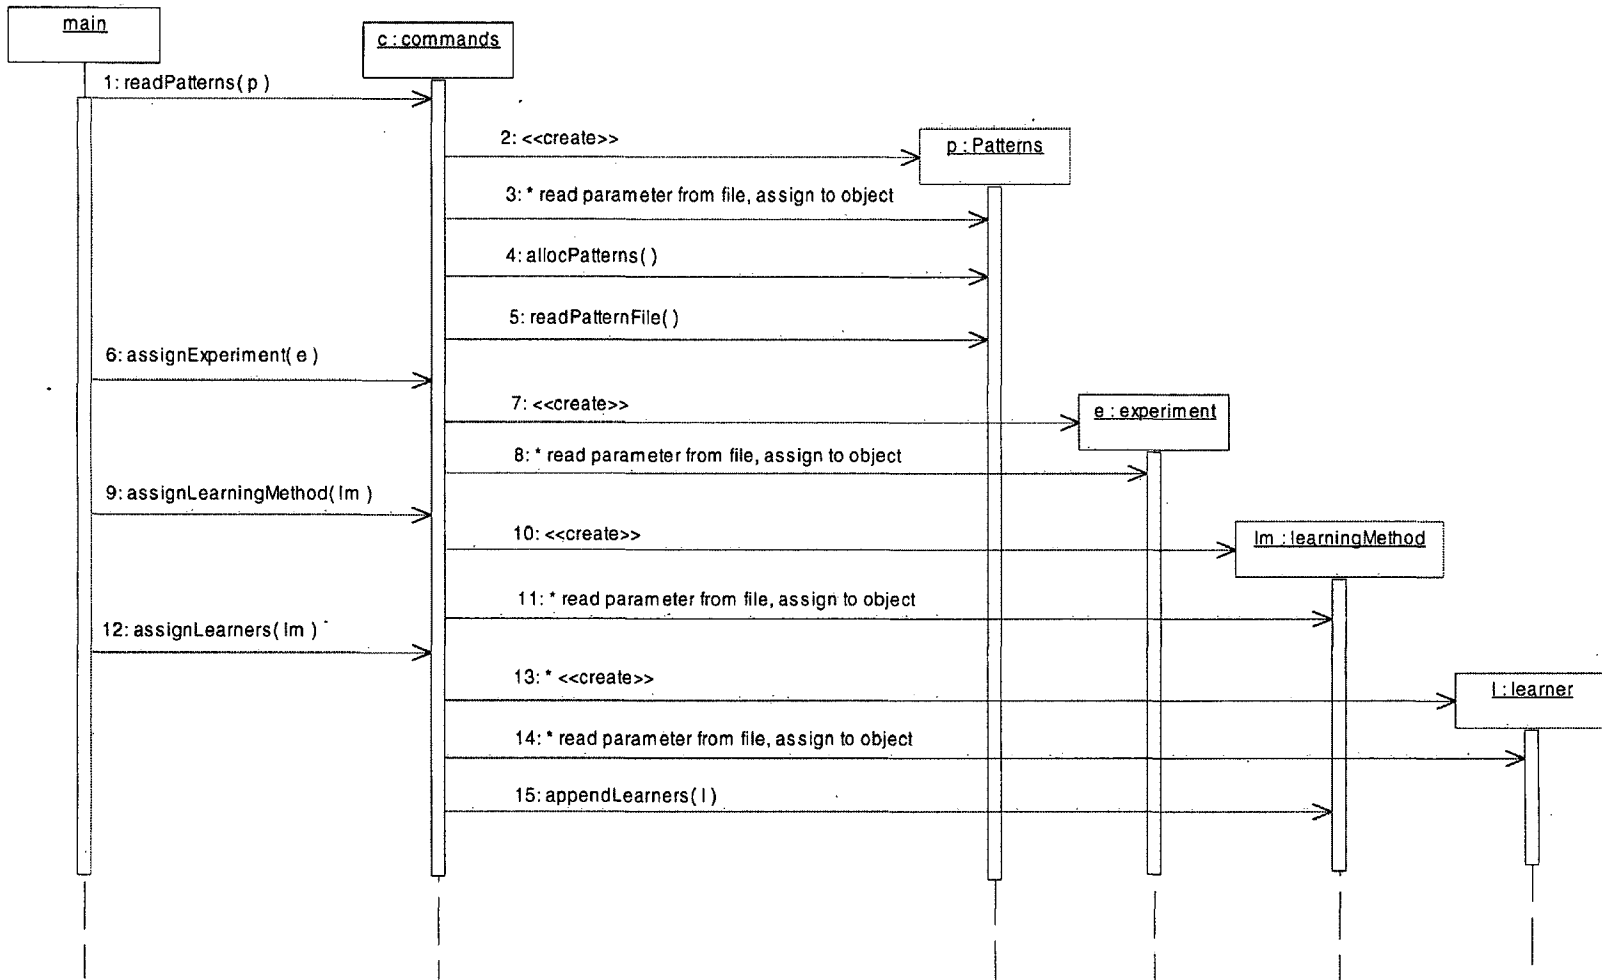 main
c : commands
1: readPatterns( p )
2: <<create>>
p : Patterns
3: * read parameter from file, assign to object
4: allocPatterns( )
5: readPatternFile( )
6: assignExperiment( e )
7: <<create>>
e : experiment
8: * read parameter from file, assign to object
9: assignLearningMethod( lm )
10: <<create>>
lm : learningMethod
11: * read parameter from file, assign to object
12: assignLearners( lm )
13: * <<create>>
l : learner
14: * read parameter from file, assign to object
15: appendLearners( l )